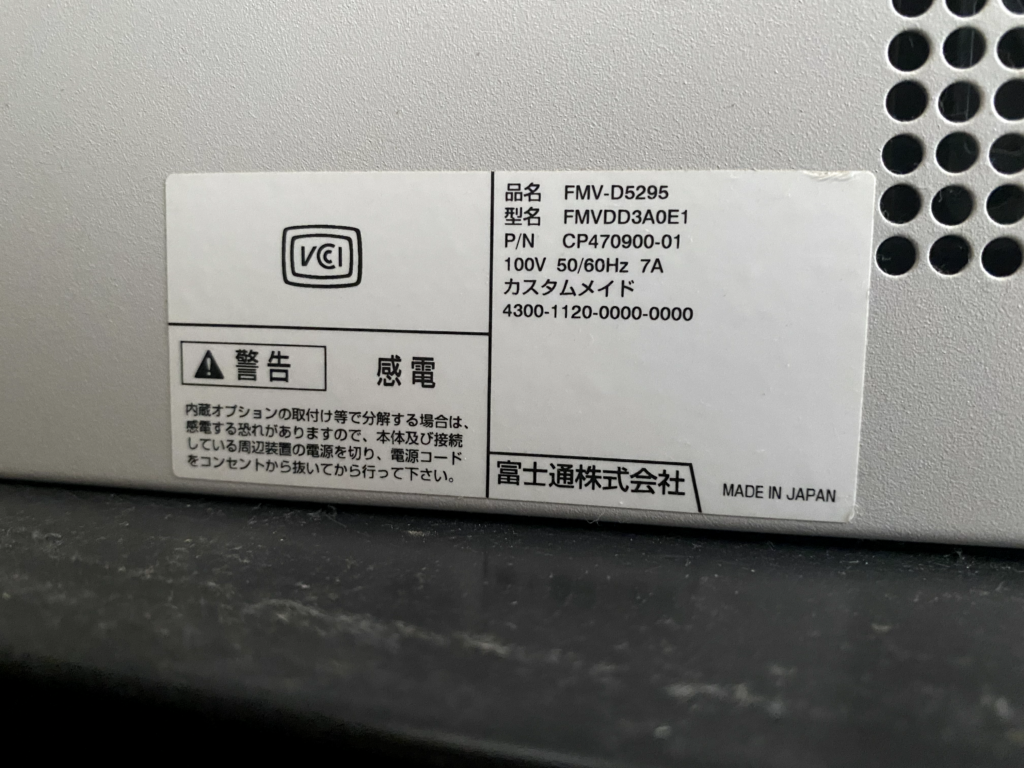 VCCI
警告 感電
内蔵オプションの取付け等で分解する場合は、
感電する恐れがありますので、本体及び接続
している周辺装置の電源を切り、電源コード
をコンセントから抜いてから行って下さい。
品名 FMV-D5295
型名 FMVDD3A0E1
P/N CP470900-01
100V 50/60Hz 7A
カスタムメイド
4300-1120-0000-0000
富士通株式会社 MADE IN JAPAN